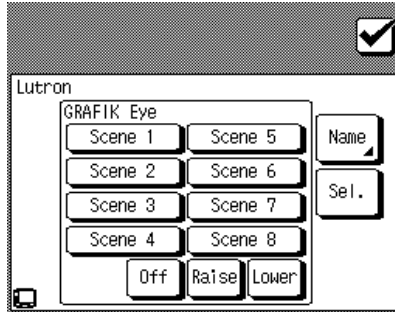 Lutron
GRAFIK Eye
Scene 1 Scene 5 Name
Scene 2 Scene 6
Scene 3 Scene 7 Sel.
Scene 4 Scene 8
Off Raise Lower